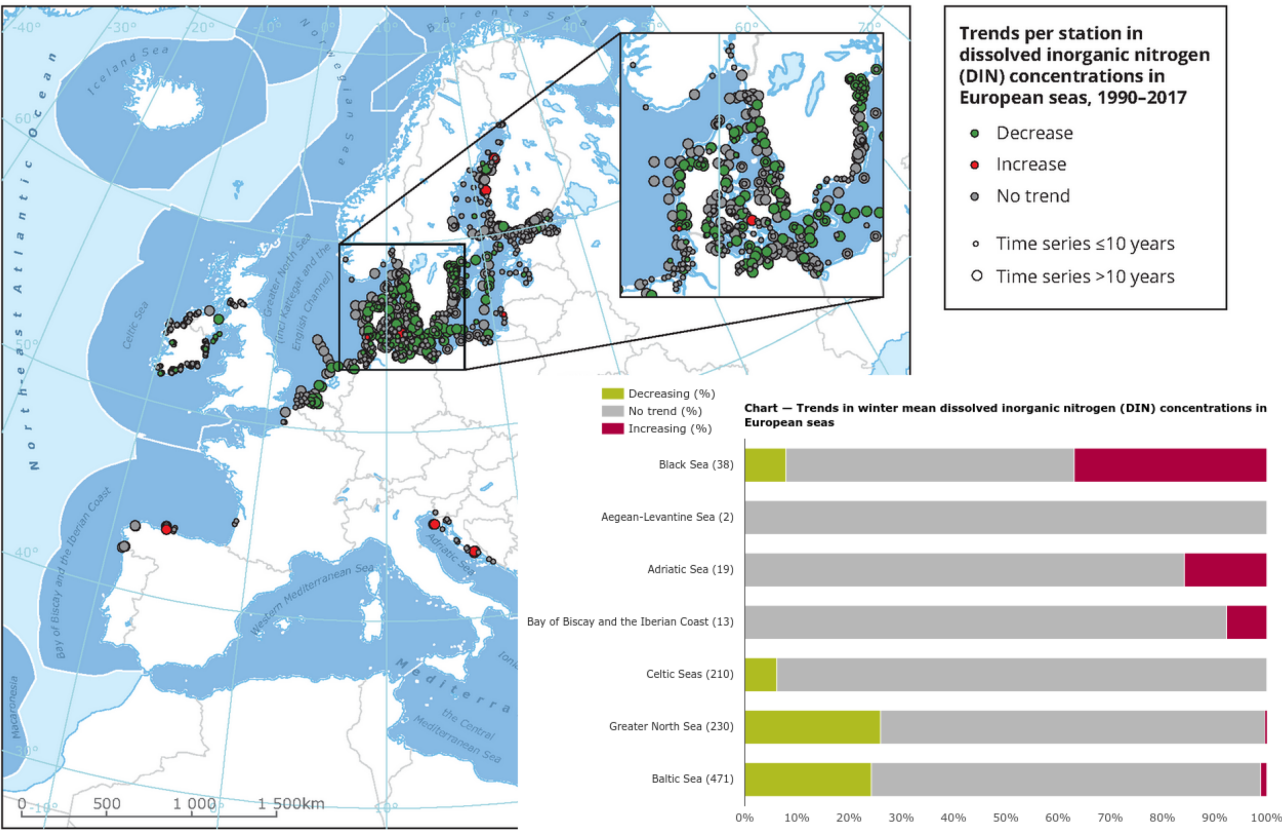 -30°
-20°
-10°
0°
Barents Sea
60°
70°
Norwegian Sea
Iceland Sea
North-east Atlantic Ocean
60°
Celtic Sea
Greater North Sea
(incl Kattegat and the
English Channel)
50°
Bay of Biscay and the Iberian Coast
40°
Western Mediterranean Sea
Adriatic Sea
Mediterra
the Central
Mediterranean Sea
Macaronesia
0
500
1 000
1 500km
-10°
10°
Trends per station in
dissolved inorganic nitrogen
(DIN) concentrations in
European seas, 1990–2017
Decrease
Increase
No trend
Time series ≤10 years
Time series >10 years
Decreasing (%)
No trend (%)
Increasing (%)
Chart — Trends in winter mean dissolved inorganic nitrogen (DIN) concentrations in
European seas
Black Sea (38)
Aegean-Levantine Sea (2)
Adriatic Sea (19)
Bay of Biscay and the Iberian Coast (13)
Celtic Seas (210)
Greater North Sea (230)
Baltic Sea (471)
0% 10% 20% 30% 40% 50% 60% 70% 80% 90% 100%